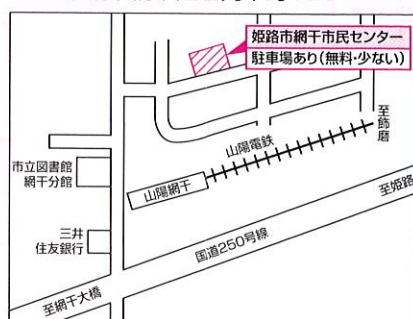 姫路市網干市民センター
駐車場あり(無料・少ない)
至飾磨
山陽電鉄
市立図書館
網干分館
山陽網干
至姫路
三井
住友銀行
国道250号線
至網干大橋